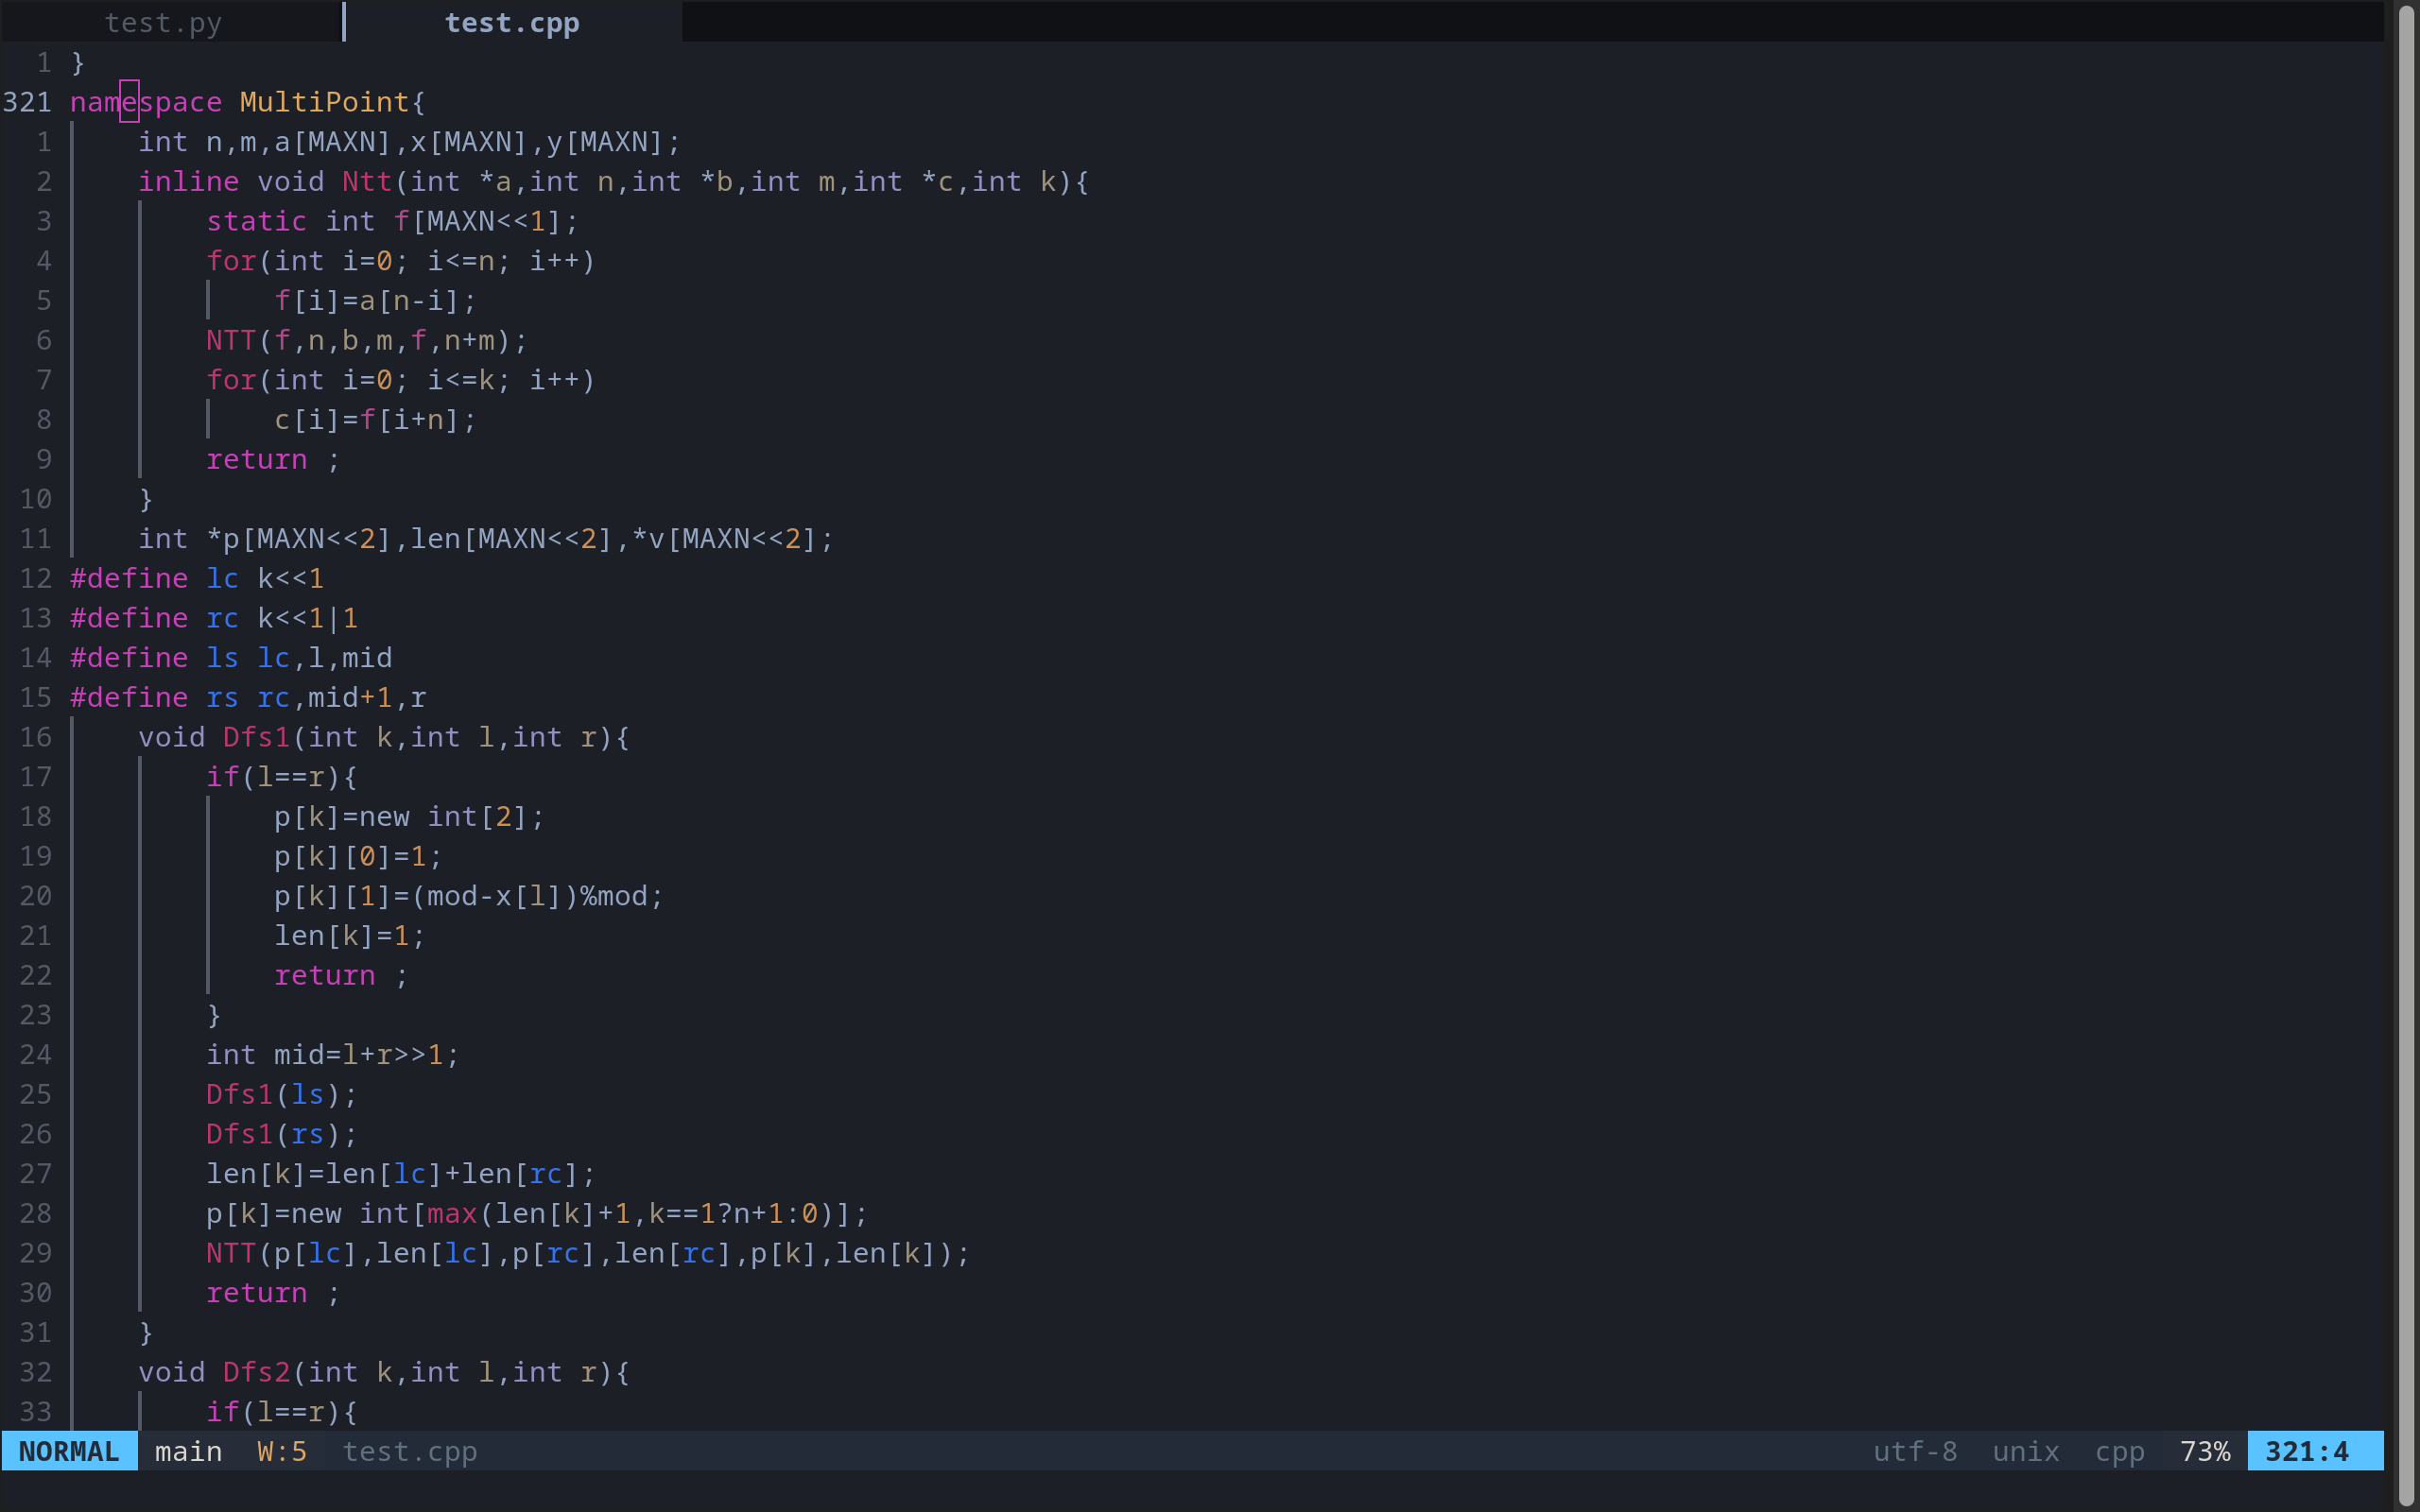 test.py test.cpp
1 }
321 namespace MultiPoint{
1     int n,m,a[MAXN],x[MAXN],y[MAXN];
2     inline void Ntt(int *a,int n,int *b,int m,int *c,int k){
3         static int f[MAXN<<1];
4         for(int i=0; i<=n; i++)
5             f[i]=a[n-i];
6         NTT(f,n,b,m,f,n+m);
7         for(int i=0; i<=k; i++)
8             c[i]=f[i+n];
9         return ;
10     }
11     int *p[MAXN<<2],len[MAXN<<2],*v[MAXN<<2];
12 #define lc k<<1
13 #define rc k<<1|1
14 #define ls lc,l,mid
15 #define rs rc,mid+1,r
16     void Dfs1(int k,int l,int r){
17         if(l==r){
18             p[k]=new int[2];
19             p[k][0]=1;
20             p[k][1]=(mod-x[l])%mod;
21             len[k]=1;
22             return ;
23         }
24         int mid=l+r>>1;
25         Dfs1(ls);
26         Dfs1(rs);
27         len[k]=len[lc]+len[rc];
28         p[k]=new int[max(len[k]+1,k==1?n+1:0)];
29         NTT(p[lc],len[lc],p[rc],len[rc],p[k],len[k]);
30         return ;
31     }
32     void Dfs2(int k,int l,int r){
33         if(l==r){
NORMAL main W:5 test.cpp utf-8 unix cpp 73% 321:4